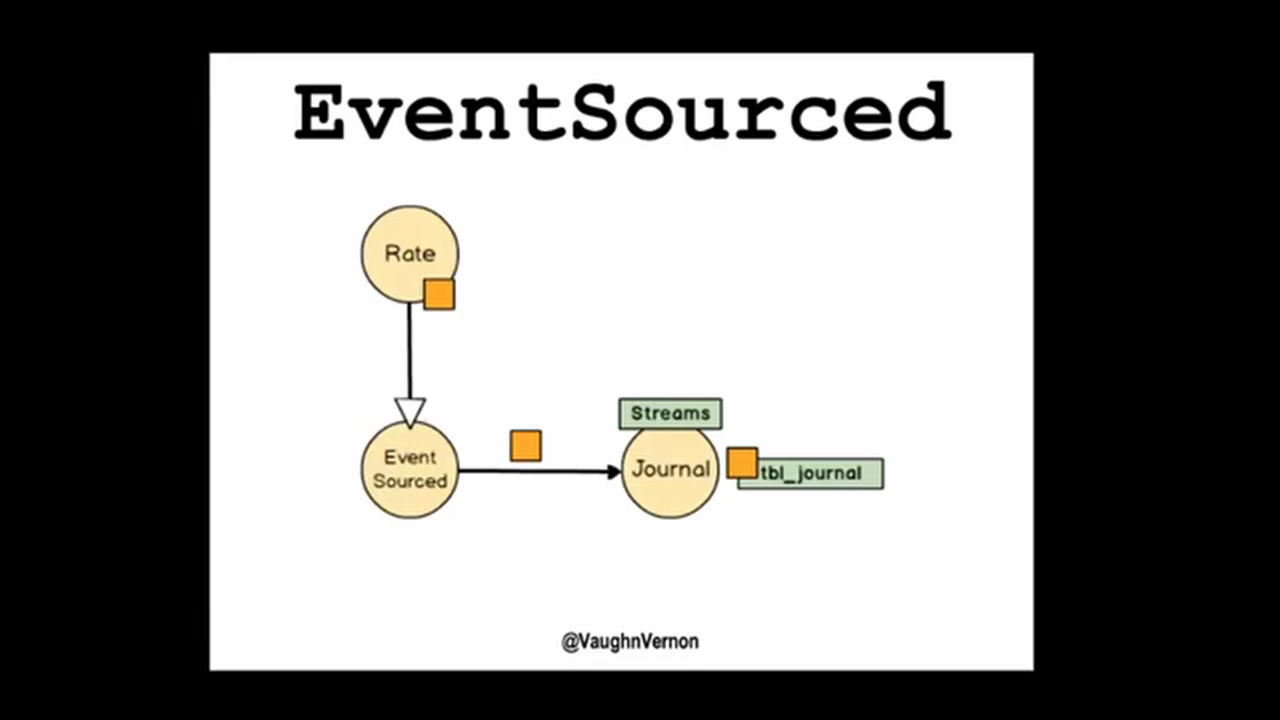 EventSourced
Rate
Event
Sourced
Streams
Journal
tbl_journal
@VaughnVernon